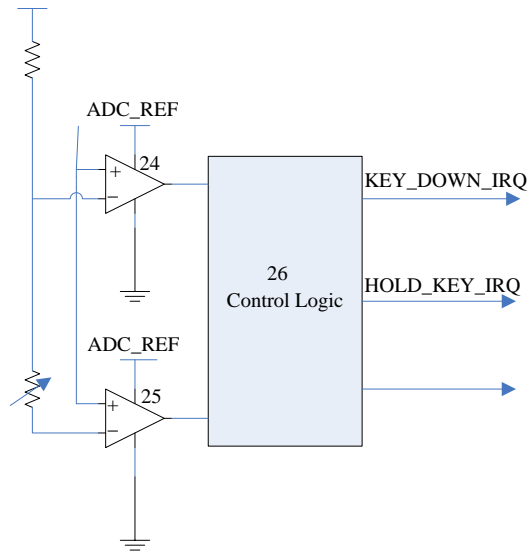 ADC_REF
24
+
−
KEY_DOWN_IRQ
26
Control Logic
HOLD_KEY_IRQ
ADC_REF
25
+
−